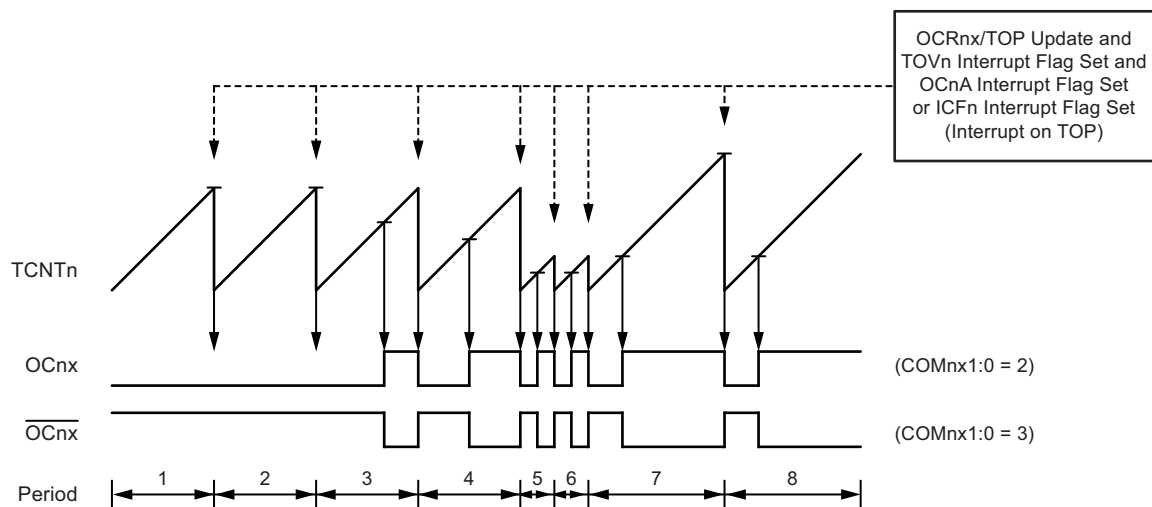 OCRnx/TOP Update and
TOVn Interrupt Flag Set and
OCnA Interrupt Flag Set
or ICFn Interrupt Flag Set
(Interrupt on TOP)
TCNTn
OCnx (COMnx1:0 = 2)
OCnx (COMnx1:0 = 3)
Period 1 2 3 4 5 6 7 8